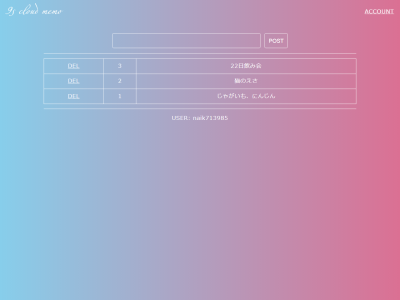 cloud memo
ACCOUNT
POST
DEL 3 22日飲み会
DEL 2 猫のえさ
DEL 1 じゃがいも、にんじん
USER: naik713985